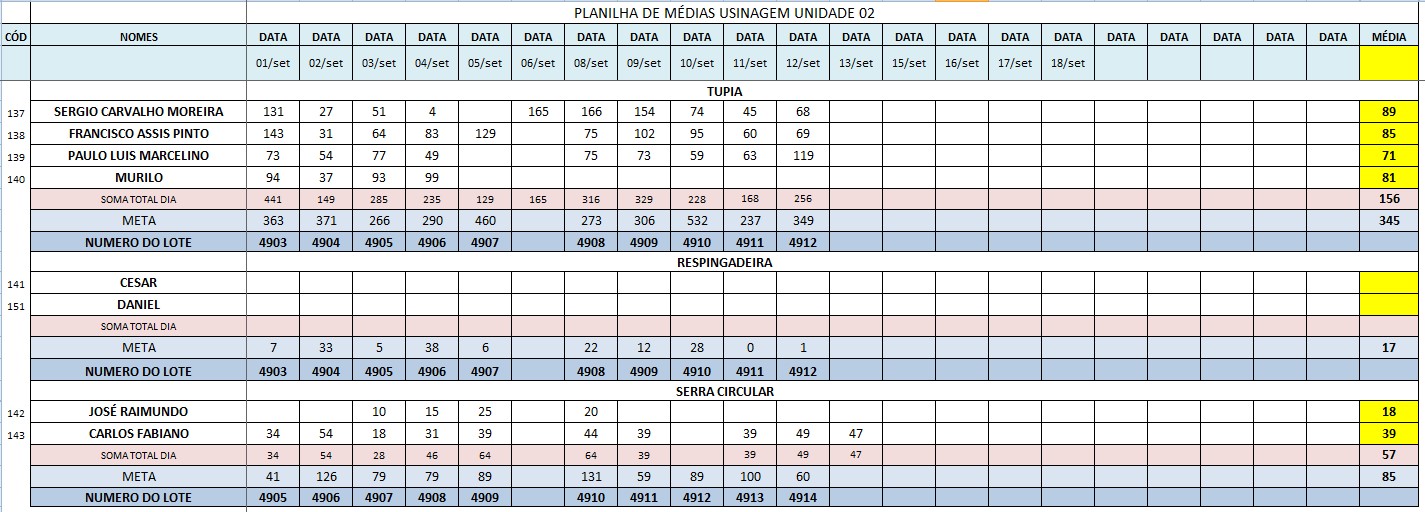 PLANILHA DE MÉDIAS USINAGEM UNIDADE 02
CÓD NOMES DATA DATA DATA DATA DATA DATA DATA DATA DATA DATA DATA DATA DATA DATA DATA DATA DATA DATA DATA DATA DATA MÉDIA
01/set 02/set 03/set 04/set 05/set 06/set 08/set 09/set 10/set 11/set 12/set 13/set 15/set 16/set 17/set 18/set
TUPIA
137 SERGIO CARVALHO MOREIRA 131 27 51 4 165 166 154 74 45 68 89
138 FRANCISCO ASSIS PINTO 143 31 64 83 129 75 102 95 60 69 85
139 PAULO LUIS MARCELINO 73 54 77 49 75 73 59 63 119 71
140 MURILO 94 37 93 99 81
SOMA TOTAL DIA 441 149 285 235 129 165 316 329 228 168 256 156
META 363 371 266 290 460 273 306 532 237 349 345
NUMERO DO LOTE 4903 4904 4905 4906 4907 4908 4909 4910 4911 4912
RESPINGADEIRA
141 CESAR
151 DANIEL
SOMA TOTAL DIA
META 7 33 5 38 6 22 12 28 0 1 17
NUMERO DO LOTE 4903 4904 4905 4906 4907 4908 4909 4910 4911 4912
SERRA CIRCULAR
142 JOSÉ RAIMUNDO 10 15 25 20 18
143 CARLOS FABIANO 34 54 18 31 39 44 39 39 49 47 39
SOMA TOTAL DIA 34 54 28 46 64 64 39 39 49 47 57
META 41 126 79 79 89 131 59 89 100 60 85
NUMERO DO LOTE 4905 4906 4907 4908 4909 4910 4911 4912 4913 4914